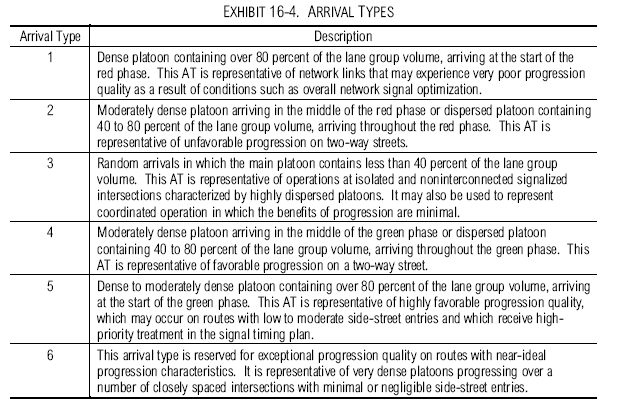 EXHIBIT 16-4. ARRIVAL TYPES
Arrival Type Description
1 Dense platoon containing over 80 percent of the lane group volume, arriving at the start of the
red phase. This AT is representative of network links that may experience very poor progression
quality as a result of conditions such as overall network signal optimization.
2 Moderately dense platoon arriving in the middle of the red phase or dispersed platoon containing
40 to 80 percent of the lane group volume, arriving throughout the red phase. This AT is
representative of unfavorable progression on two-way streets.
3 Random arrivals in which the main platoon contains less than 40 percent of the lane group
volume. This AT is representative of operations at isolated and noninterconnected signalized
intersections characterized by highly dispersed platoons. It may also be used to represent
coordinated operation in which the benefits of progression are minimal.
4 Moderately dense platoon arriving in the middle of the green phase or dispersed platoon
containing 40 to 80 percent of the lane group volume, arriving throughout the green phase. This
AT is representative of favorable progression on a two-way street.
5 Dense to moderately dense platoon containing over 80 percent of the lane group volume, arriving
at the start of the green phase. This AT is representative of highly favorable progression quality,
which may occur on routes with low to moderate side-street entries and which receive high-
priority treatment in the signal timing plan.
6 This arrival type is reserved for exceptional progression quality on routes with near-ideal
progression characteristics. It is representative of very dense platoons progressing over a
number of closely spaced intersections with minimal or negligible side-street entries.